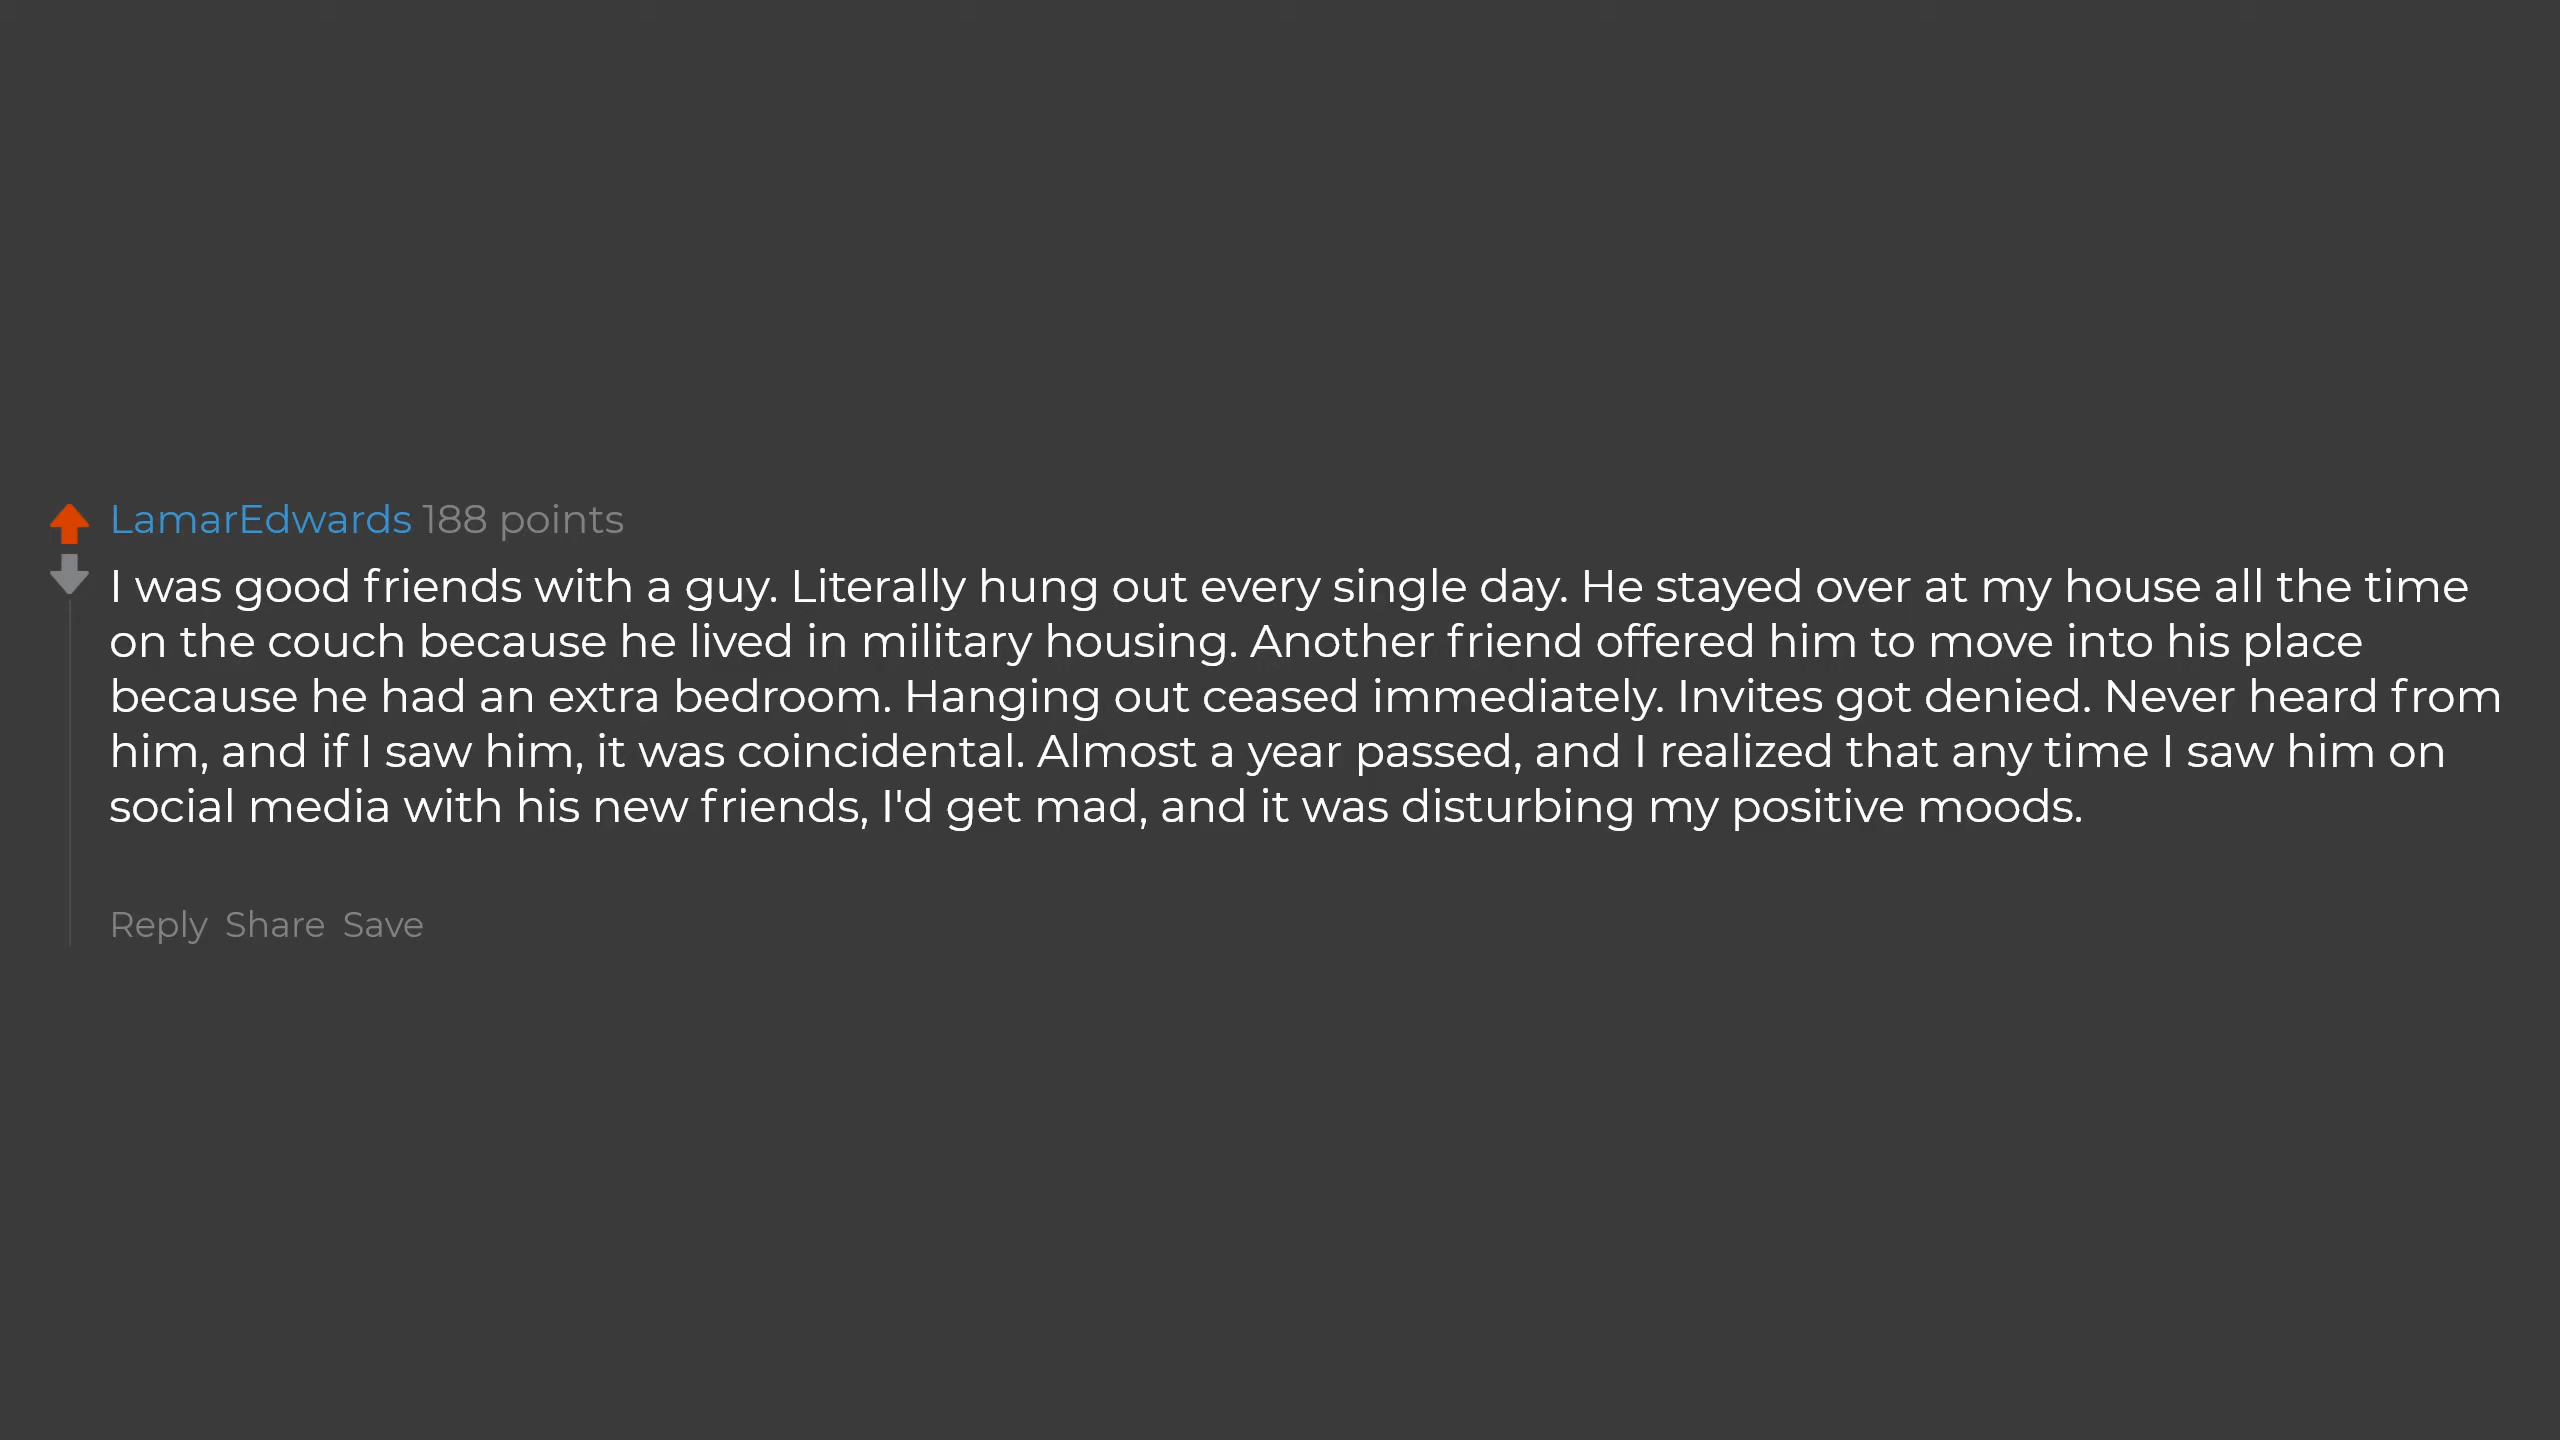 LamarEdwards 188 points
I was good friends with a guy. Literally hung out every single day. He stayed over at my house all the time
on the couch because he lived in military housing. Another friend offered him to move into his place
because he had an extra bedroom. Hanging out ceased immediately. Invites got denied. Never heard from
him, and if I saw him, it was coincidental. Almost a year passed, and I realized that any time I saw him on
social media with his new friends, I'd get mad, and it was disturbing my positive moods.
Reply Share Save